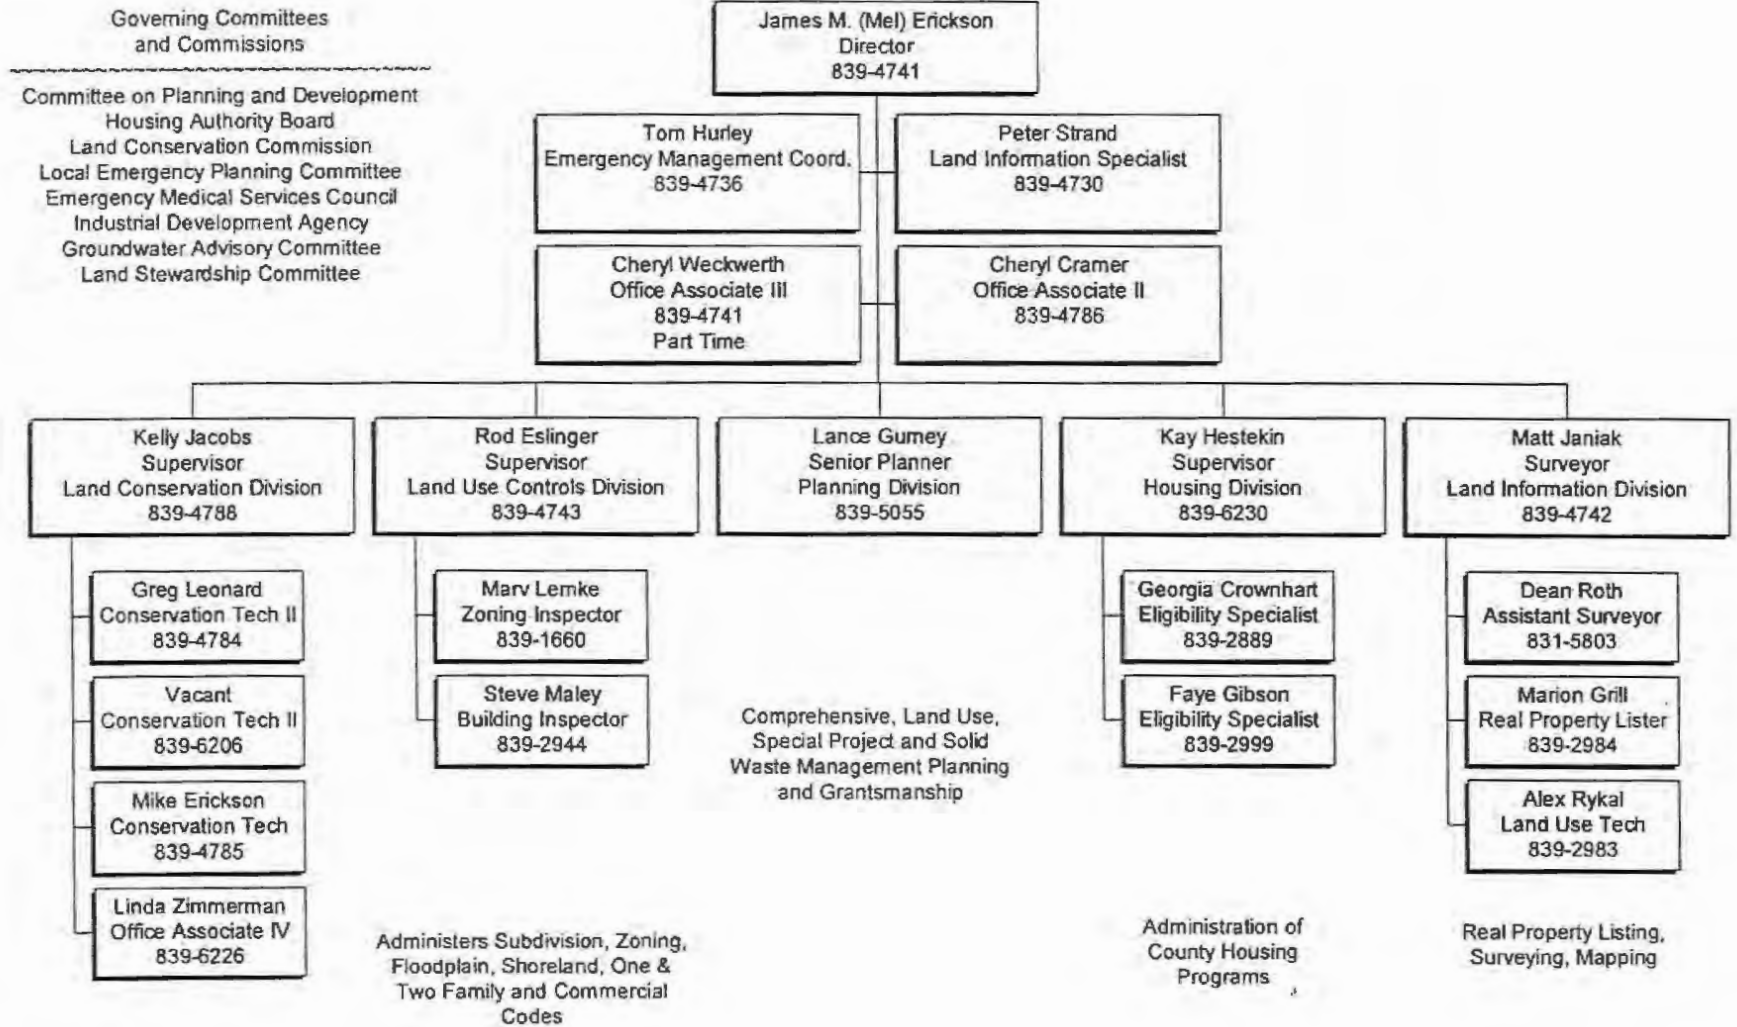 Governing Committees
and Commissions
Committee on Planning and Development
Housing Authority Board
Land Conservation Commission
Local Emergency Planning Committee
Emergency Medical Services Council
Industrial Development Agency
Groundwater Advisory Committee
Land Stewardship Committee
James M. (Mel) Erickson
Director
839-4741
Tom Hurley
Emergency Management Coord.
839-4736
Peter Strand
Land Information Specialist
839-4730
Cheryl Weckwerth
Office Associate III
839-4741
Part Time
Cheryl Cramer
Office Associate II
839-4786
Kelly Jacobs
Supervisor
Land Conservation Division
839-4788
Greg Leonard
Conservation Tech II
839-4784
Vacant
Conservation Tech II
839-6206
Mike Erickson
Conservation Tech
839-4785
Linda Zimmerman
Office Associate IV
839-6226
Rod Eslinger
Supervisor
Land Use Controls Division
839-4743
Marv Lemke
Zoning Inspector
839-1660
Steve Maley
Building Inspector
839-2944
Administers Subdivision, Zoning,
Floodplain, Shoreland, One &
Two Family and Commercial
Codes
Lance Gurney
Senior Planner
Planning Division
839-5055
Comprehensive, Land Use,
Special Project and Solid
Waste Management Planning
and Grantsmanship
Kay Hestekin
Supervisor
Housing Division
839-6230
Georgia Crownhart
Eligibility Specialist
839-2889
Faye Gibson
Eligibility Specialist
839-2999
Administration of
County Housing
Programs
Matt Janiak
Surveyor
Land Information Division
839-4742
Dean Roth
Assistant Surveyor
831-5803
Marion Grill
Real Property Lister
839-2984
Alex Rykal
Land Use Tech
839-2983
Real Property Listing,
Surveying, Mapping